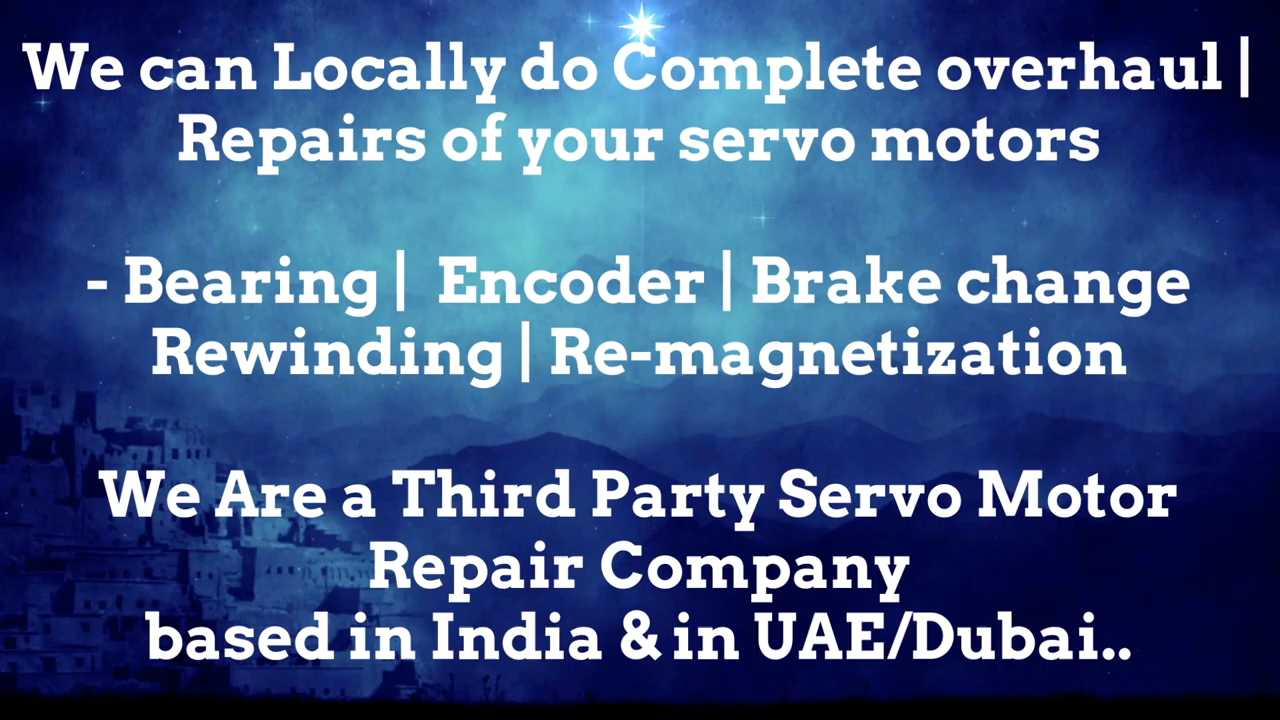 We can Locally do Complete overhaul |
Repairs of your servo motors
- Bearing | Encoder | Brake change
Rewinding | Re-magnetization
We Are a Third Party Servo Motor
Repair Company
based in India & in UAE/Dubai..